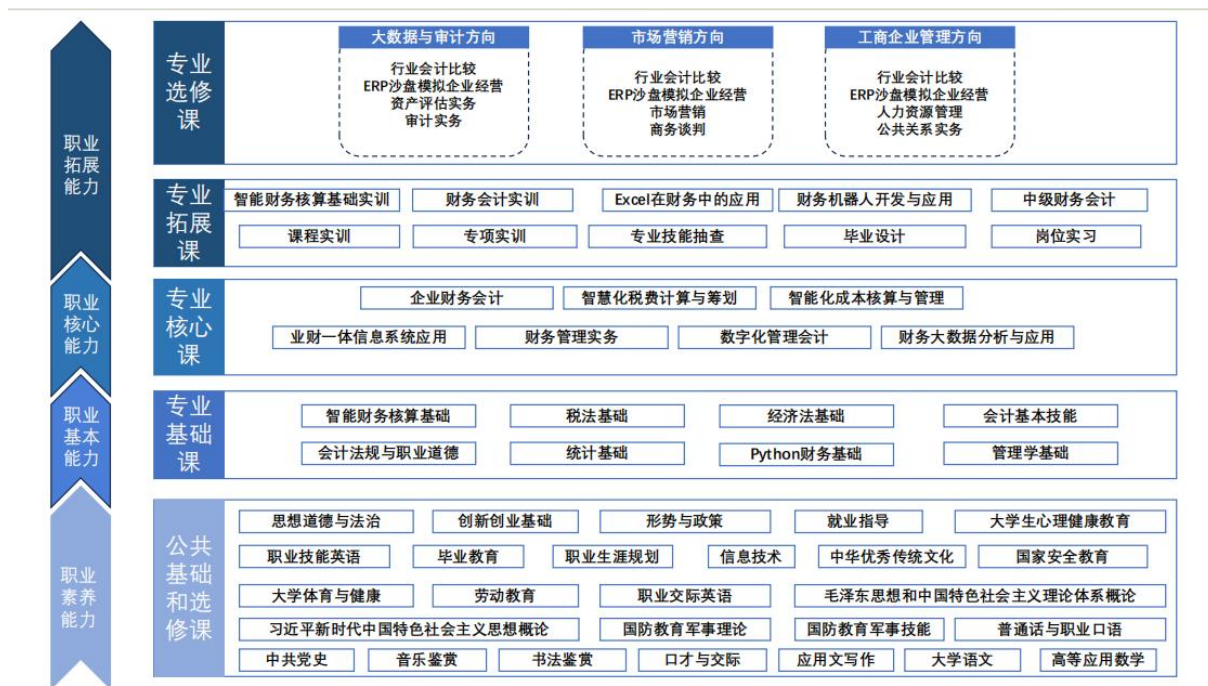 职业
拓展
能力
专业
选修
课
大数据与审计方向
行业会计比较
ERP沙盘模拟企业经营
资产评估实务
审计实务
市场营销方向
行业会计比较
ERP沙盘模拟企业经营
市场营销
商务谈判
工商企业管理方向
行业会计比较
ERP沙盘模拟企业经营
人力资源管理
公共关系实务
专业
拓展
课
智能财务核算基础实训 财务会计实训 Excel在财务中的应用 财务机器人开发与应用 中级财务会计
课程实训 专项实训 专业技能抽查 毕业设计 岗位实习
职业
核心
能力
专业
核心
课
企业财务会计 智慧化税费计算与筹划 智能化成本核算与管理
业财一体信息系统应用 财务管理实务 数字化管理会计 财务大数据分析与应用
职业
基本
能力
专业
基础
课
智能财务核算基础 税法基础 经济法基础 会计基本技能
会计法规与职业道德 统计基础 Python财务基础 管理学基础
职业
素养
能力
公共
基础
和选
修课
思想道德与法治 创新创业基础 形势与政策 就业指导 大学生心理健康教育
职业技能英语 毕业教育 职业生涯规划 信息技术 中华优秀传统文化 国家安全教育
大学体育与健康 劳动教育 职业交际英语 毛泽东思想和中国特色社会主义理论体系概论
习近平新时代中国特色社会主义思想概论 国防教育军事理论 国防教育军事技能 普通话与职业口语
中共党史 音乐鉴赏 书法鉴赏 口才与交际 应用文写作 大学语文 高等应用数学